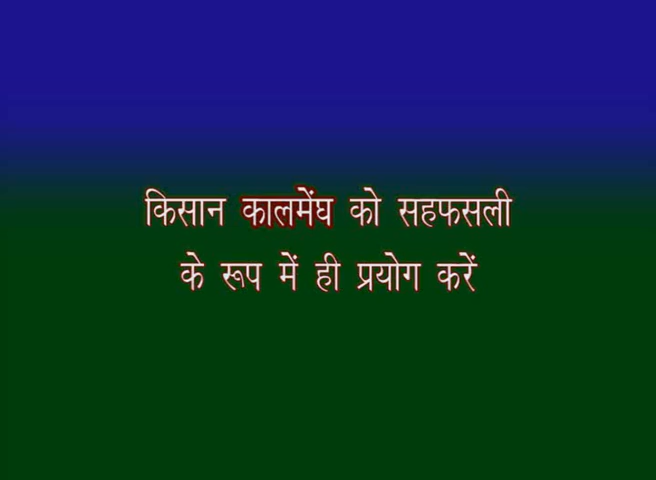 किसान कालमेंघ को सहफसली
के रूप में ही प्रयोग करें